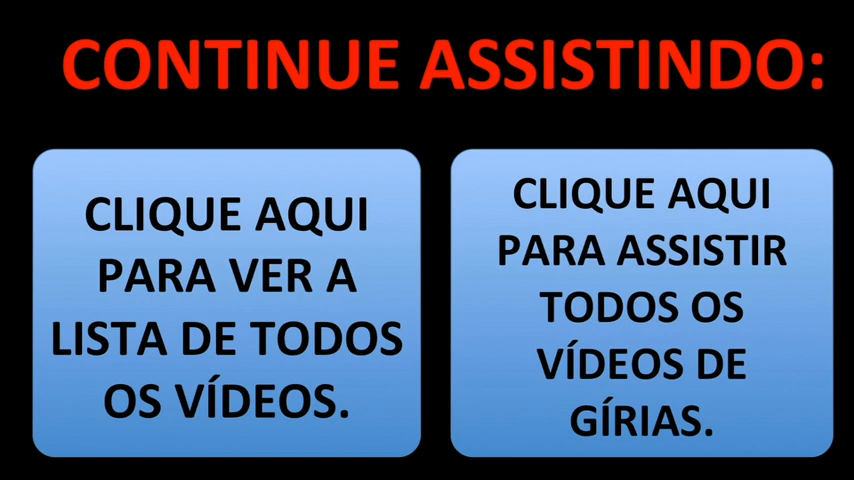 CONTINUE ASSISTINDO:
CLIQUE AQUI
PARA VER A
LISTA DE TODOS
OS VÍDEOS.
CLIQUE AQUI
PARA ASSISTIR
TODOS OS
VÍDEOS DE
GÍRIAS.